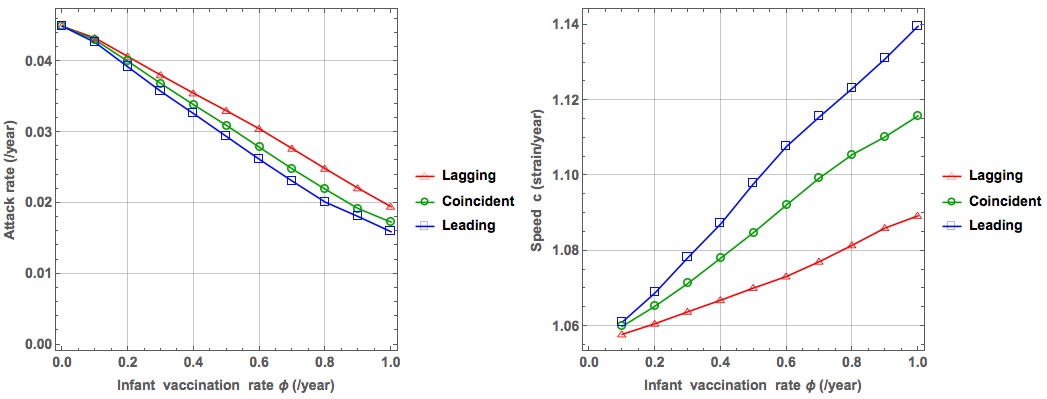 Attack rate (/year)
0.04
0.03
0.02
0.01
0.00
0.0 0.2 0.4 0.6 0.8 1.0
Infant vaccination rate ϕ (/year)
Lagging
Coincident
Leading
Speed c (strain/year)
1.14
1.12
1.10
1.08
1.06
0.0 0.2 0.4 0.6 0.8 1.0
Infant vaccination rate ϕ (/year)
Lagging
Coincident
Leading